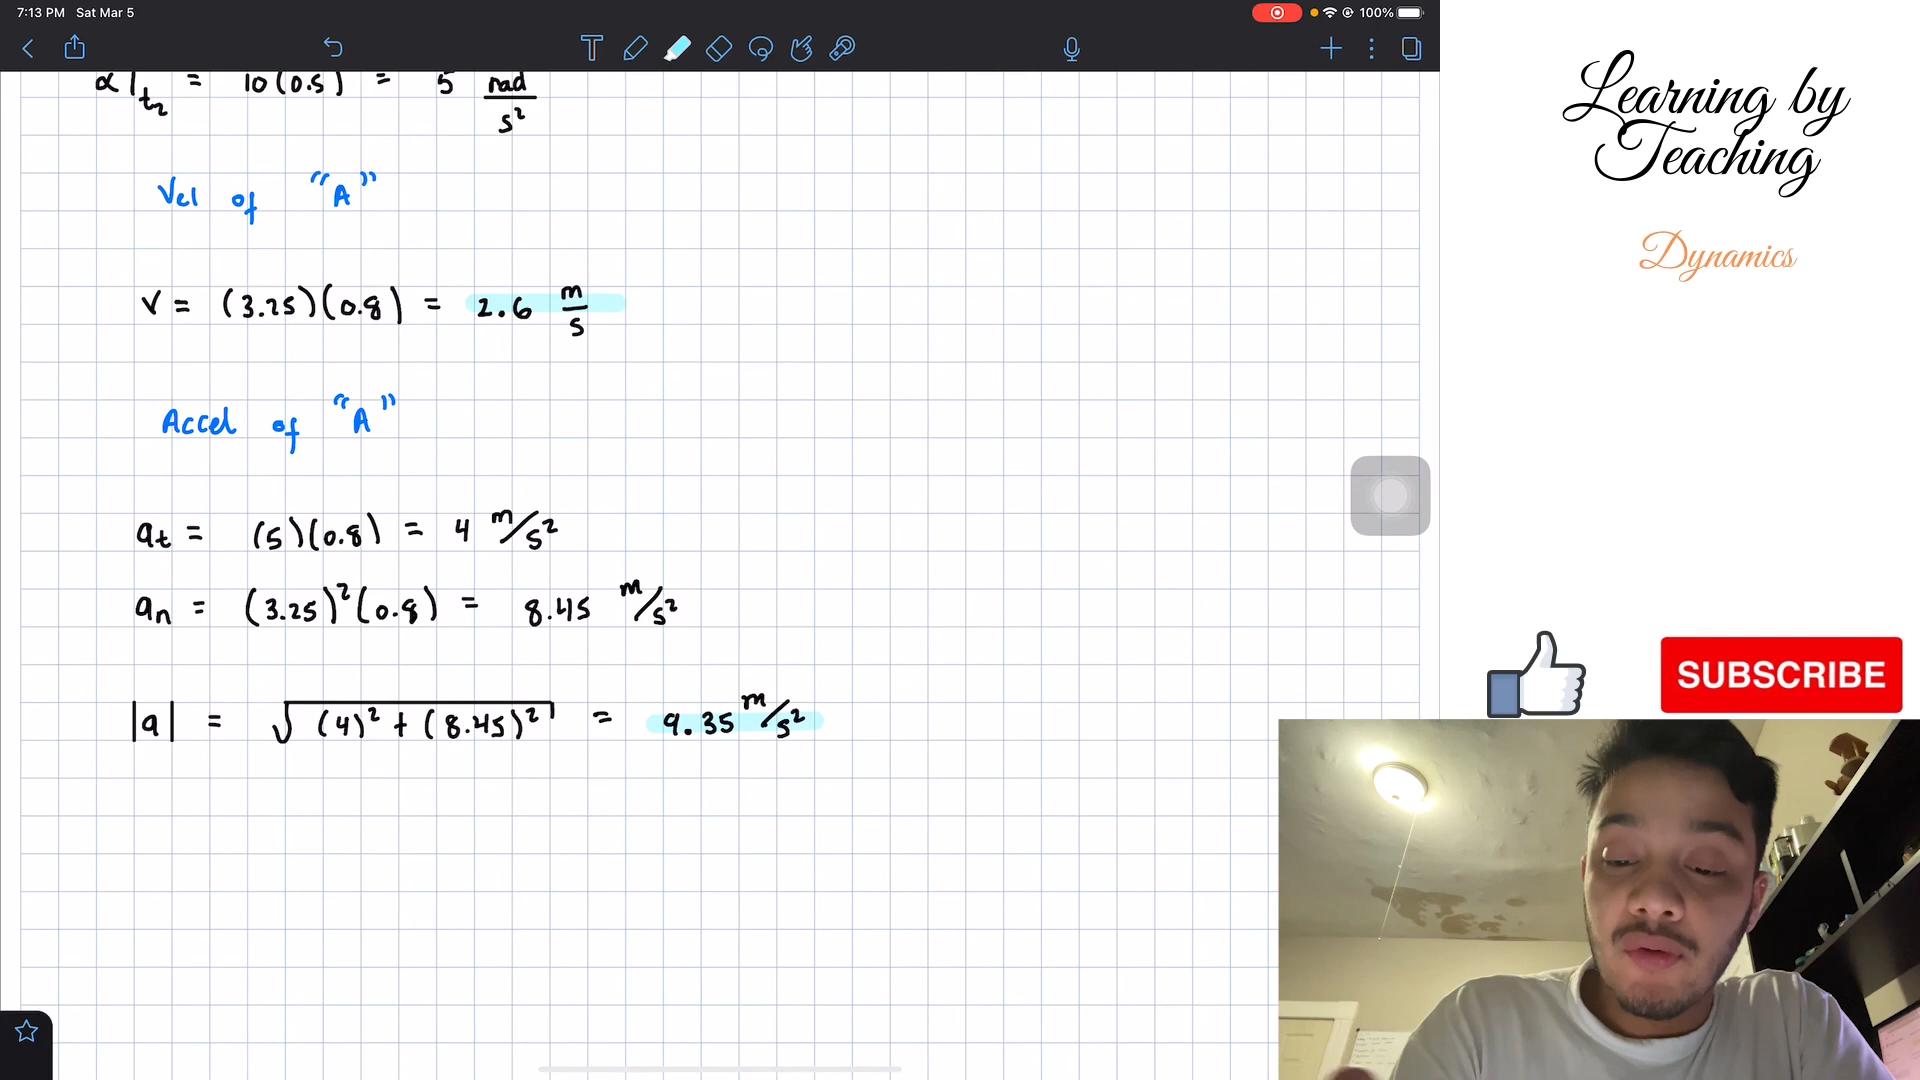 7:13 PM Sat Mar 5
100%
α|t₂ = 10(0.5) = 5 rad/s²
Vel of "A"
v = (3.25)(0.8) = 2.6 m/s
Accel of "A"
aₜ = (5)(0.8) = 4 m/s²
aₙ = (3.25)²(0.8) = 8.45 m/s²
|a| = √(4)² + (8.45)² = 9.35 m/s²
Learning by
Teaching
Dynamics
SUBSCRIBE